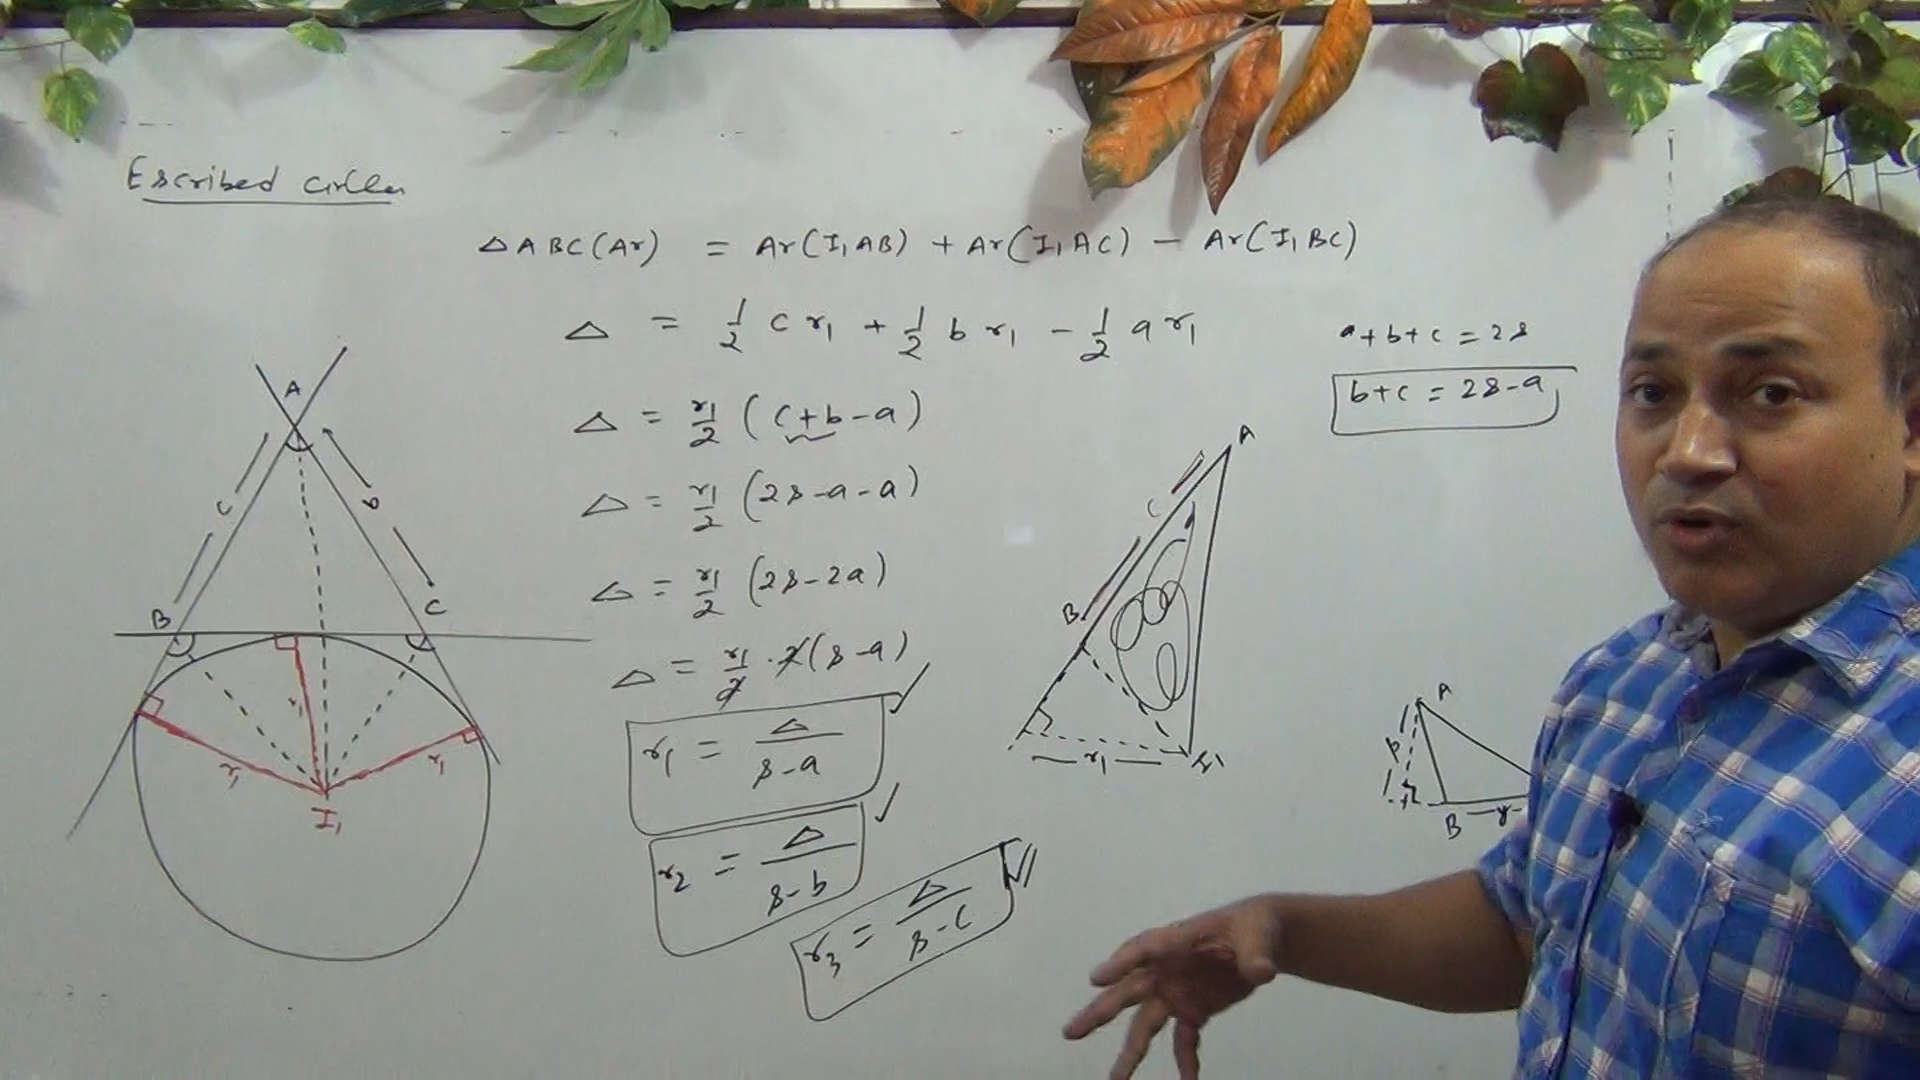 Escribed circles
△ABC(Ar) = Ar(I₁AB) + Ar(I₁AC) − Ar(I₁BC)
△ = 1/2 c r₁ + 1/2 b r₁ − 1/2 a r₁
△ = r₁/2 (c+b−a)
△ = r₁/2 (2s−a−a)
△ = r₁/2 (2s−2a)
△ = r₁/2 · 2(s−a)
r₁ = △/(s−a)
r₂ = △/(s−b)
r₃ = △/(s−c)
a+b+c = 2s
b+c = 2s−a
A
c
b
B
C
r₁
r₁
r₁
I₁
A
c
B
r₁
I₁
A
B